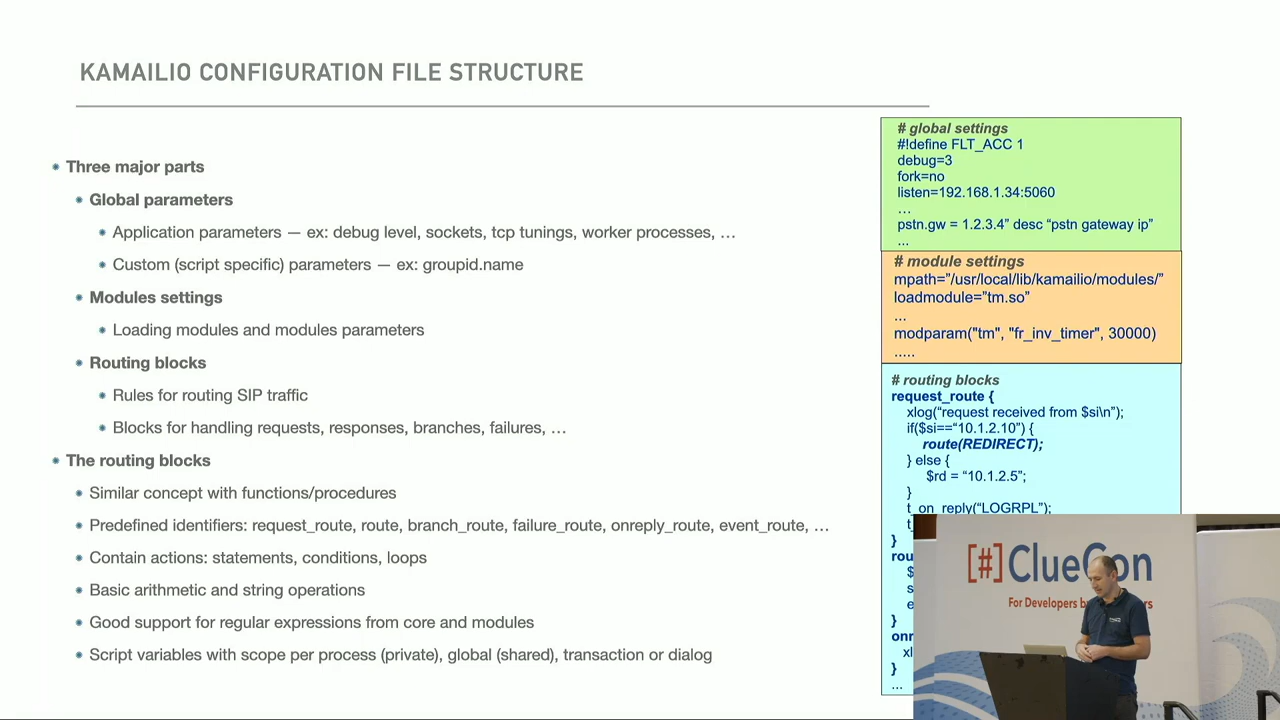 KAMAILIO CONFIGURATION FILE STRUCTURE
Three major parts
Global parameters
Application parameters — ex: debug level, sockets, tcp tunings, worker processes, …
Custom (script specific) parameters — ex: groupid.name
Modules settings
Loading modules and modules parameters
Routing blocks
Rules for routing SIP traffic
Blocks for handling requests, responses, branches, failures, …
The routing blocks
Similar concept with functions/procedures
Predefined identifiers: request_route, route, branch_route, failure_route, onreply_route, event_route, …
Contain actions: statements, conditions, loops
Basic arithmetic and string operations
Good support for regular expressions from core and modules
Script variables with scope per process (private), global (shared), transaction or dialog
# global settings
#!define FLT_ACC 1
debug=3
fork=no
listen=192.168.1.34:5060
…
pstn.gw = 1.2.3.4” desc “pstn gateway ip”
...
# module settings
mpath=”/usr/local/lib/kamailio/modules/”
loadmodule=”tm.so”
...
modparam("tm", "fr_inv_timer", 30000)
.....
# routing blocks
request_route {
xlog(“request received from $si\n”);
if($si==“10.1.2.10”) {
route(REDIRECT);
} else {
$rd = “10.1.2.5”;
}
t_on_reply(“LOGRPL”);
}
}
}
...
[#]ClueCon
For Developers